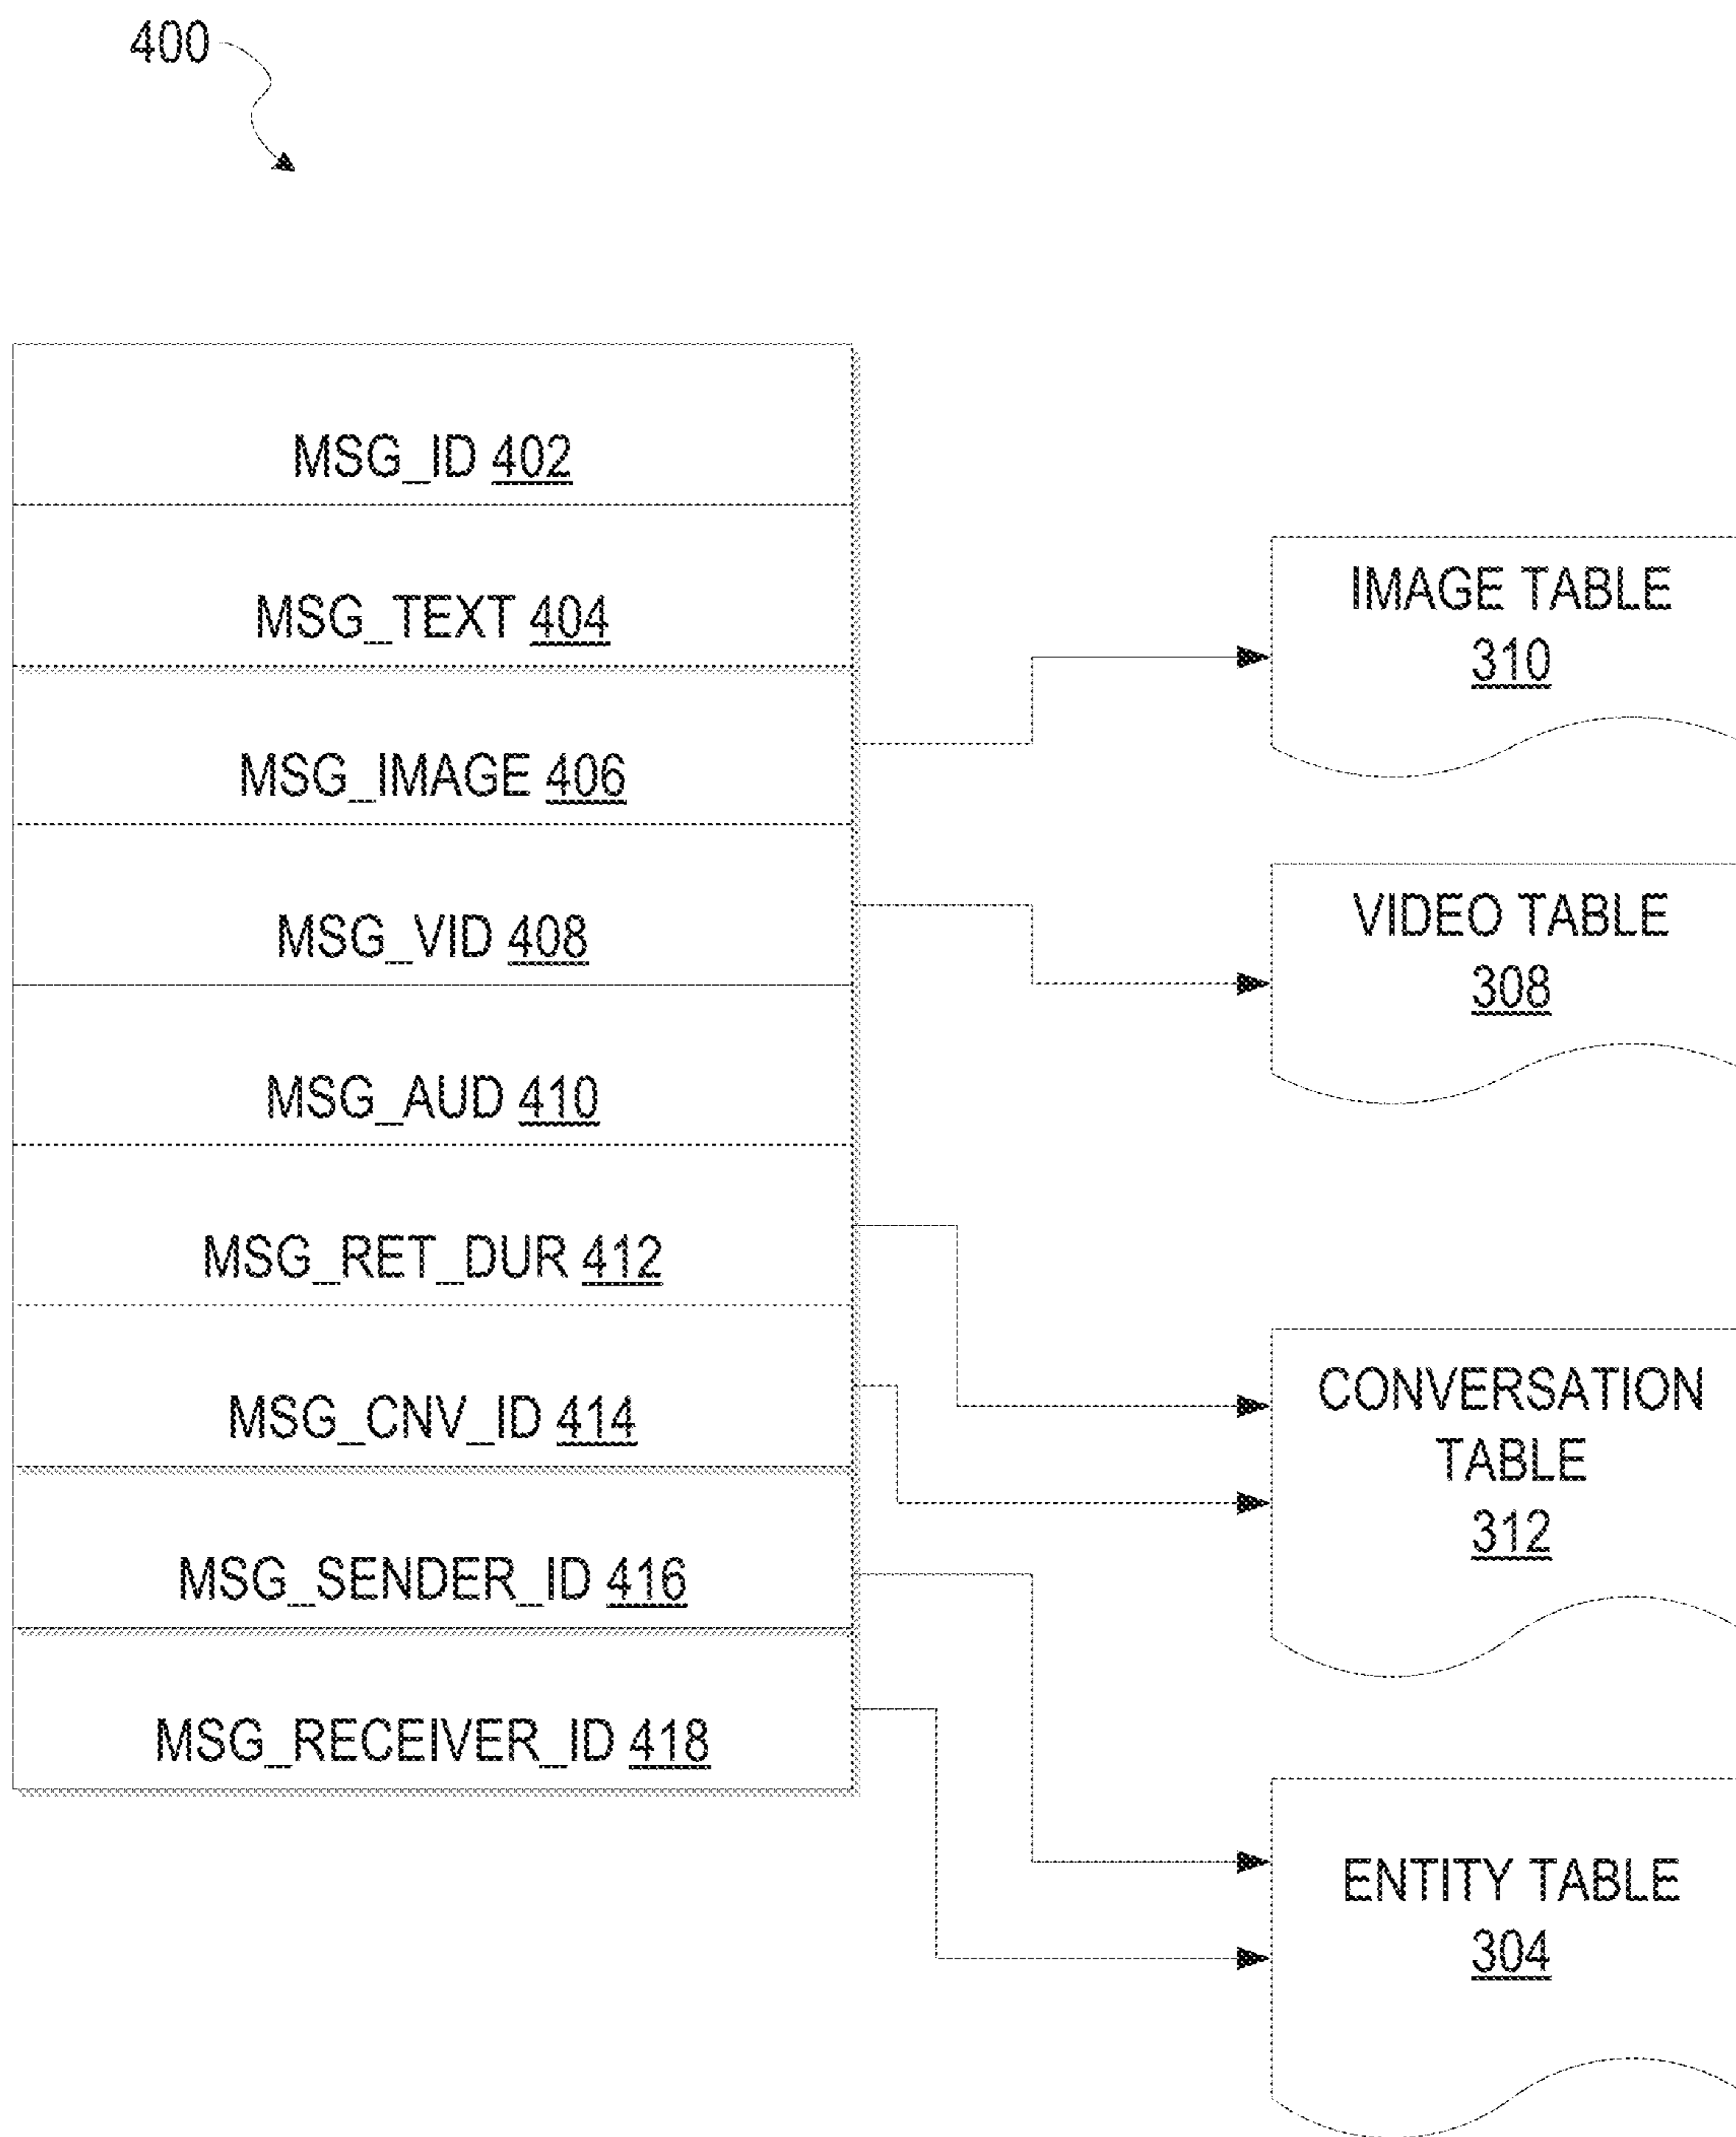 400
MSG_ID 402
MSG_TEXT 404
MSG_IMAGE 406
MSG_VID 408
MSG_AUD 410
MSG_RET_DUR 412
MSG_CNV_ID 414
MSG_SENDER_ID 416
MSG_RECEIVER_ID 418
IMAGE TABLE
310
VIDEO TABLE
308
CONVERSATION
TABLE
312
ENTITY TABLE
304